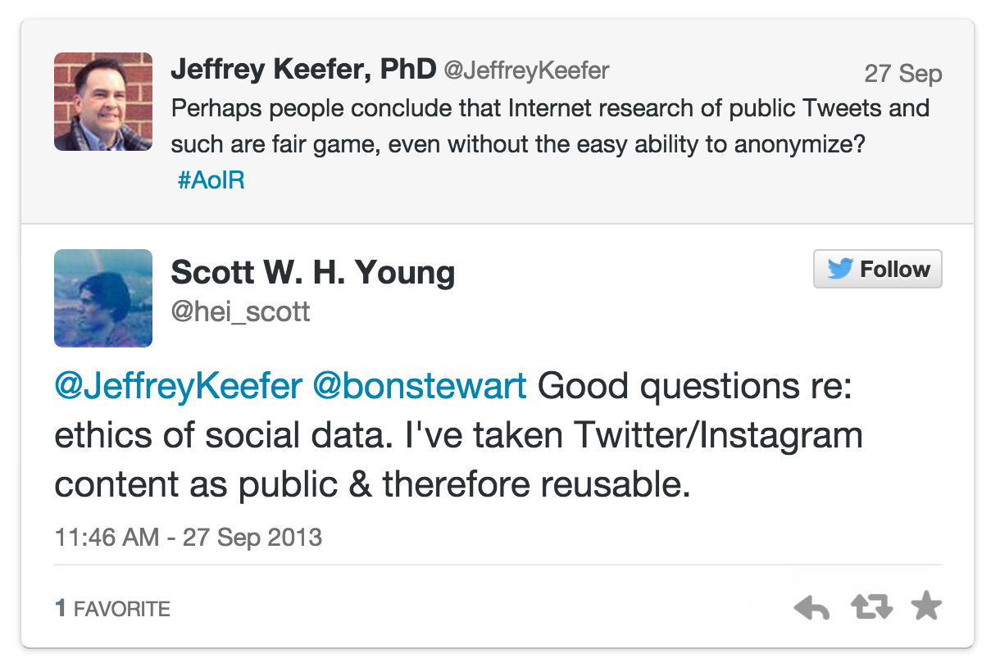 Jeffrey Keefer, PhD @JeffreyKeefer 27 Sep
Perhaps people conclude that Internet research of public Tweets and
such are fair game, even without the easy ability to anonymize?
#AoIR
Scott W. H. Young
Follow
@hei_scott
@JeffreyKeefer @bonstewart Good questions re:
ethics of social data. I've taken Twitter/Instagram
content as public & therefore reusable.
11:46 AM - 27 Sep 2013
1 FAVORITE